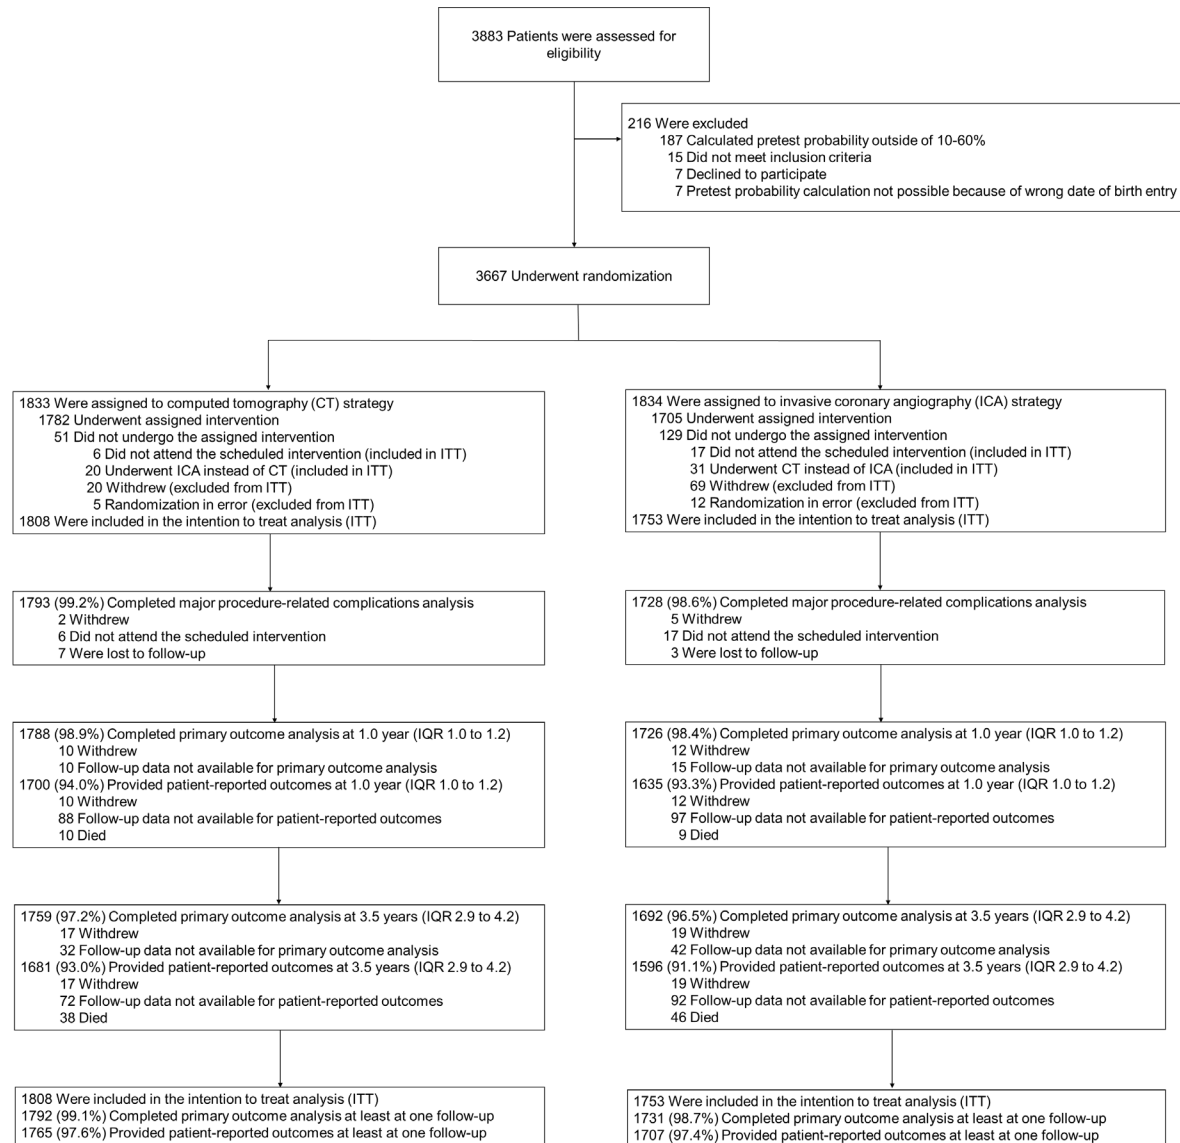 3883 Patients were assessed for
eligibility
216 Were excluded
187 Calculated pretest probability outside of 10-60%
15 Did not meet inclusion criteria
7 Declined to participate
7 Pretest probability calculation not possible because of wrong date of birth entry
3667 Underwent randomization
1833 Were assigned to computed tomography (CT) strategy
1782 Underwent assigned intervention
51 Did not undergo the assigned intervention
6 Did not attend the scheduled intervention (included in ITT)
20 Underwent ICA instead of CT (included in ITT)
20 Withdrew (excluded from ITT)
5 Randomization in error (excluded from ITT)
1808 Were included in the intention to treat analysis (ITT)
1834 Were assigned to invasive coronary angiography (ICA) strategy
1705 Underwent assigned intervention
129 Did not undergo the assigned intervention
17 Did not attend the scheduled intervention (included in ITT)
31 Underwent CT instead of ICA (included in ITT)
69 Withdrew (excluded from ITT)
12 Randomization in error (excluded from ITT)
1753 Were included in the intention to treat analysis (ITT)
1793 (99.2%) Completed major procedure-related complications analysis
2 Withdrew
6 Did not attend the scheduled intervention
7 Were lost to follow-up
1728 (98.6%) Completed major procedure-related complications analysis
5 Withdrew
17 Did not attend the scheduled intervention
3 Were lost to follow-up
1788 (98.9%) Completed primary outcome analysis at 1.0 year (IQR 1.0 to 1.2)
10 Withdrew
10 Follow-up data not available for primary outcome analysis
1700 (94.0%) Provided patient-reported outcomes at 1.0 year (IQR 1.0 to 1.2)
10 Withdrew
88 Follow-up data not available for patient-reported outcomes
10 Died
1726 (98.4%) Completed primary outcome analysis at 1.0 year (IQR 1.0 to 1.2)
12 Withdrew
15 Follow-up data not available for primary outcome analysis
1635 (93.3%) Provided patient-reported outcomes at 1.0 year (IQR 1.0 to 1.2)
12 Withdrew
97 Follow-up data not available for patient-reported outcomes
9 Died
1759 (97.2%) Completed primary outcome analysis at 3.5 years (IQR 2.9 to 4.2)
17 Withdrew
32 Follow-up data not available for primary outcome analysis
1681 (93.0%) Provided patient-reported outcomes at 3.5 years (IQR 2.9 to 4.2)
17 Withdrew
72 Follow-up data not available for patient-reported outcomes
38 Died
1692 (96.5%) Completed primary outcome analysis at 3.5 years (IQR 2.9 to 4.2)
19 Withdrew
42 Follow-up data not available for primary outcome analysis
1596 (91.1%) Provided patient-reported outcomes at 3.5 years (IQR 2.9 to 4.2)
19 Withdrew
92 Follow-up data not available for patient-reported outcomes
46 Died
1808 Were included in the intention to treat analysis (ITT)
1792 (99.1%) Completed primary outcome analysis at least at one follow-up
1765 (97.6%) Provided patient-reported outcomes at least at one follow-up
1753 Were included in the intention to treat analysis (ITT)
1731 (98.7%) Completed primary outcome analysis at least at one follow-up
1707 (97.4%) Provided patient-reported outcomes at least at one follow-up